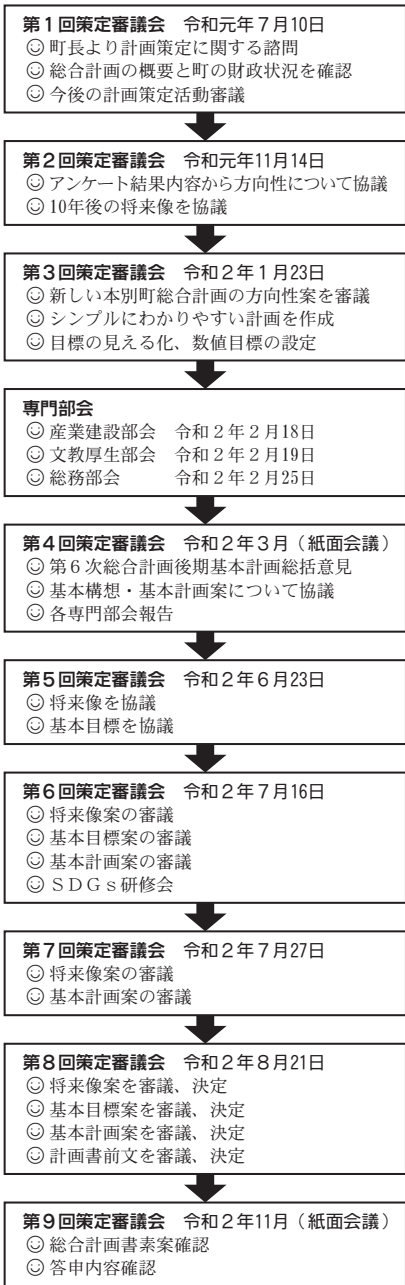 第１回策定審議会　令和元年７月10日
☺ 町長より計画策定に関する諮問
☺ 総合計画の概要と町の財政状況を確認
☺ 今後の計画策定活動審議
第２回策定審議会　令和元年11月14日
☺ アンケート結果内容から方向性について協議
☺ 10年後の将来像を協議
第３回策定審議会　令和２年１月23日
☺ 新しい本別町総合計画の方向性案を審議
☺ シンプルにわかりやすい計画を作成
☺ 目標の見える化、数値目標の設定
専門部会
☺ 産業建設部会　令和２年２月18日
☺ 文教厚生部会　令和２年２月19日
☺ 総務部会　　　令和２年２月25日
第４回策定審議会　令和２年３月（紙面会議）
☺ 第６次総合計画後期基本計画総括意見
☺ 基本構想・基本計画案について協議
☺ 各専門部会報告
第５回策定審議会　令和２年６月23日
☺ 将来像を協議
☺ 基本目標を協議
第６回策定審議会　令和２年７月16日
☺ 将来像案の審議
☺ 基本目標案の審議
☺ 基本計画案の審議
☺ ＳＤＧｓ研修会
第７回策定審議会　令和２年７月27日
☺ 将来像案の審議
☺ 基本計画案の審議
第８回策定審議会　令和２年８月21日
☺ 将来像案を審議、決定
☺ 基本目標案を審議、決定
☺ 基本計画案を審議、決定
☺ 計画書前文を審議、決定
第９回策定審議会　令和２年11月（紙面会議）
☺ 総合計画書素案確認
☺ 答申内容確認